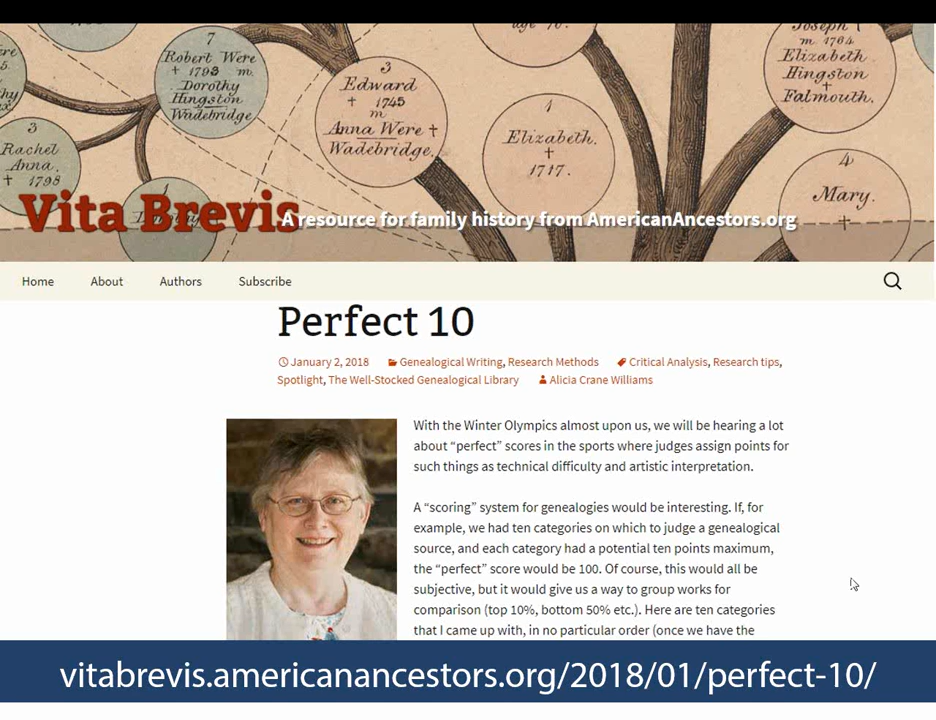 7
Robert Were
† 1793 m.
Dorothy
Hingston
Wadebridge
3
Edward
† 1745
m
Anna Were †
Wadebridge.
1
Elizabeth.
†
1717.
Joseph †
m 1764
Elizabeth
Hingston
†
Falmouth.
3
Rachel
Anna.
† 1798
4
Mary.
†
Vita Brevis
A resource for family history from AmericanAncestors.org
Home About Authors Subscribe
Perfect 10
January 2, 2018 Genealogical Writing, Research Methods Critical Analysis, Research tips,
Spotlight, The Well-Stocked Genealogical Library Alicia Crane Williams
With the Winter Olympics almost upon us, we will be hearing a lot
about “perfect” scores in the sports where judges assign points for
such things as technical difficulty and artistic interpretation.
A “scoring” system for genealogies would be interesting. If, for
example, we had ten categories on which to judge a genealogical
source, and each category had a potential ten points maximum,
the “perfect” score would be 100. Of course, this would all be
subjective, but it would give us a way to group works for
comparison (top 10%, bottom 50% etc.). Here are ten categories
that I came up with, in no particular order (once we have the
vitabrevis.americanancestors.org/2018/01/perfect-10/